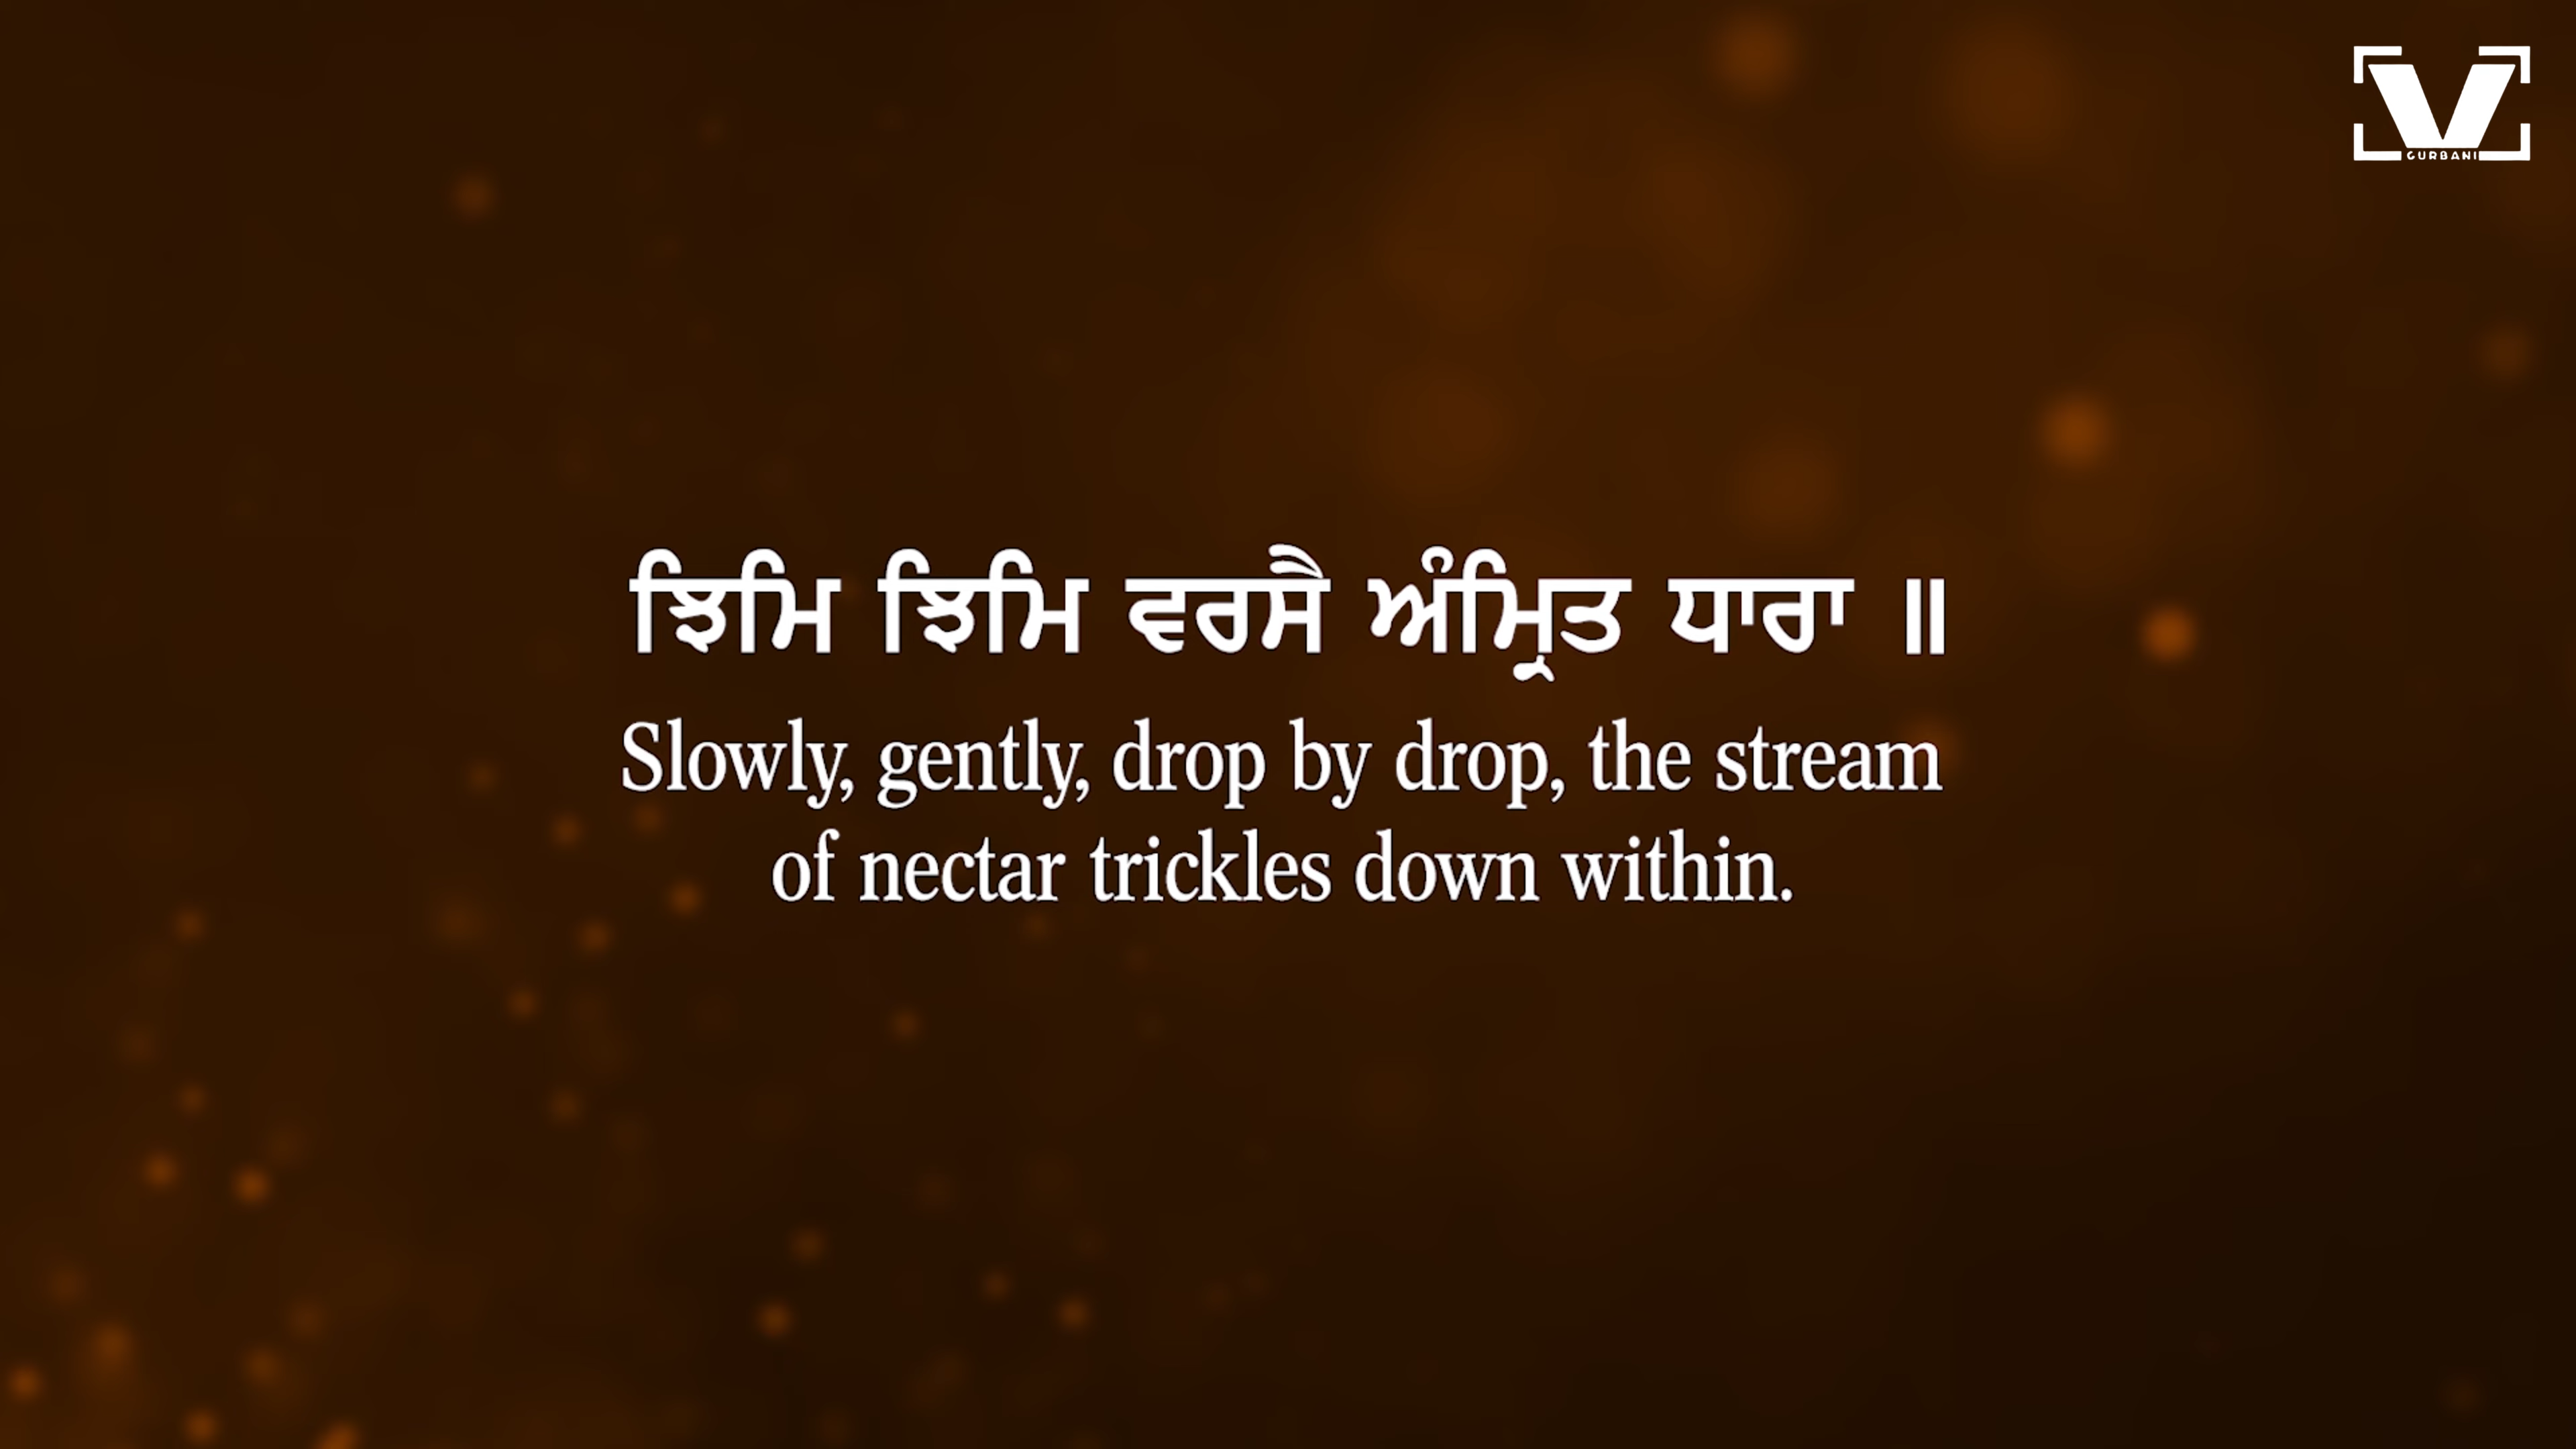 V
GURBANI
ਝਿਮਿ ਝਿਮਿ ਵਰਸੈ ਅੰਮ੍ਰਿਤ ਧਾਰਾ ॥
Slowly, gently, drop by drop, the stream
of nectar trickles down within.